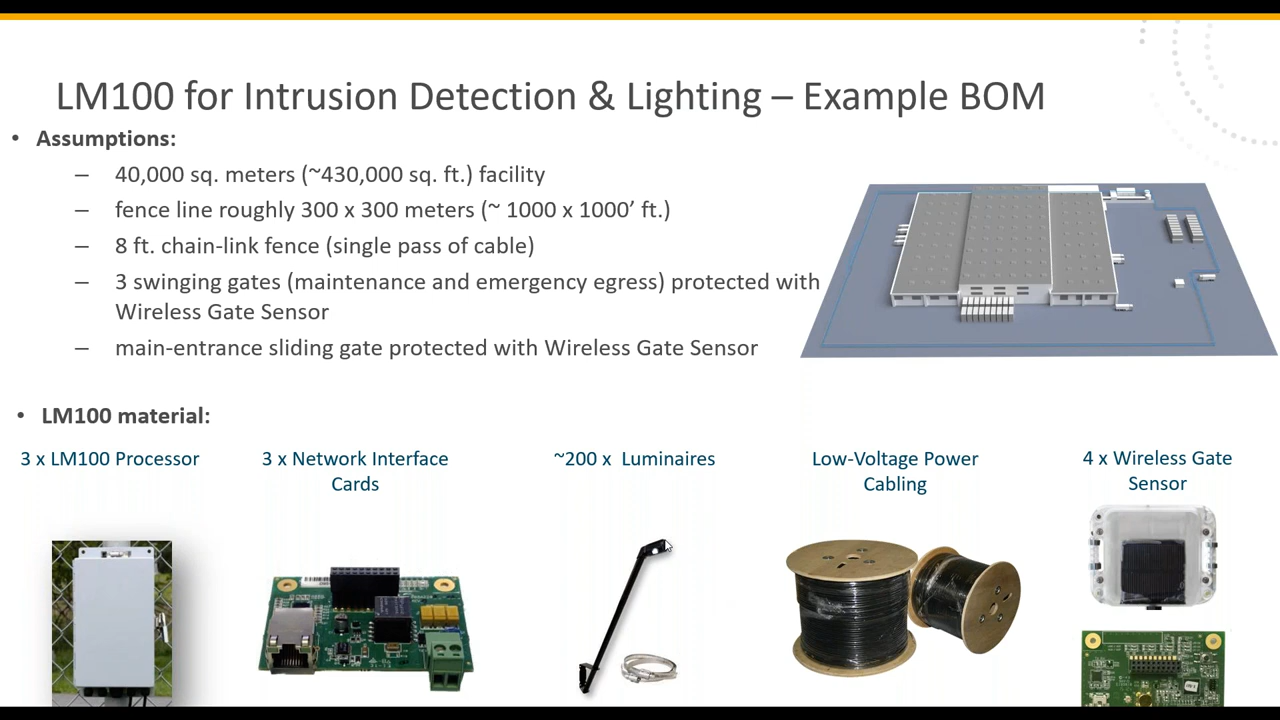 LM100 for Intrusion Detection & Lighting – Example BOM
• Assumptions:
– 40,000 sq. meters (~430,000 sq. ft.) facility
– fence line roughly 300 x 300 meters (~ 1000 x 1000’ ft.)
– 8 ft. chain-link fence (single pass of cable)
– 3 swinging gates (maintenance and emergency egress) protected with
Wireless Gate Sensor
– main-entrance sliding gate protected with Wireless Gate Sensor
• LM100 material:
3 x LM100 Processor
3 x Network Interface
Cards
~200 x Luminaires
Low-Voltage Power
Cabling
4 x Wireless Gate
Sensor